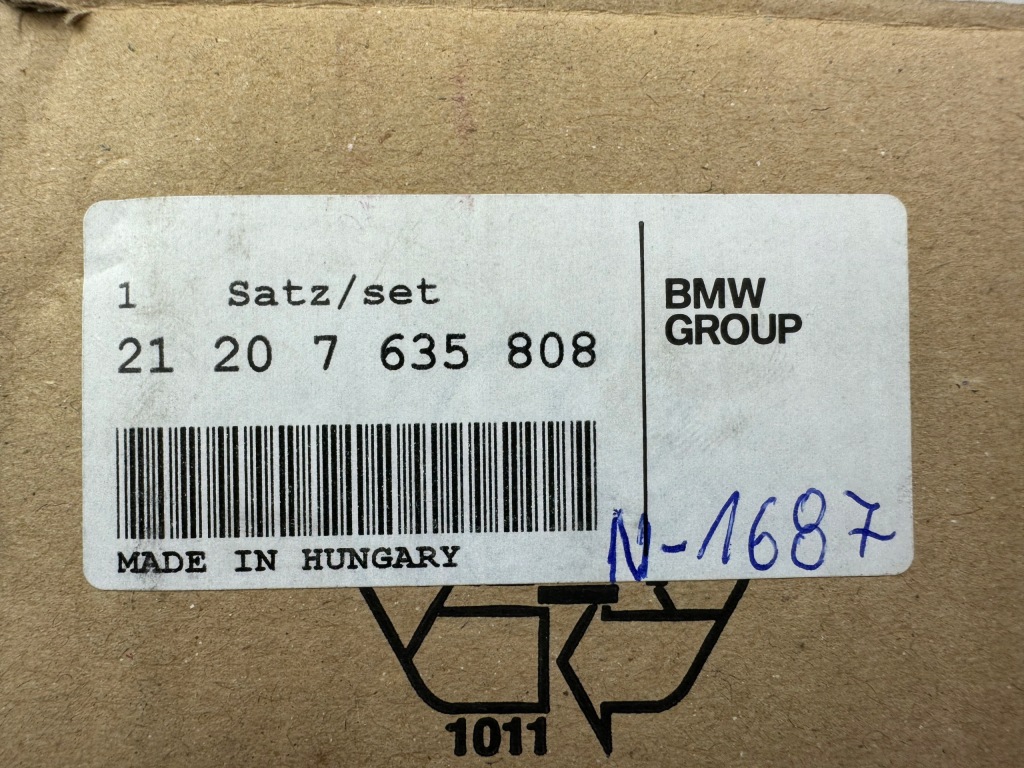 1 Satz/set
21 20 7 635 808
MADE IN HUNGARY
BMW
GROUP
N-1687
1011